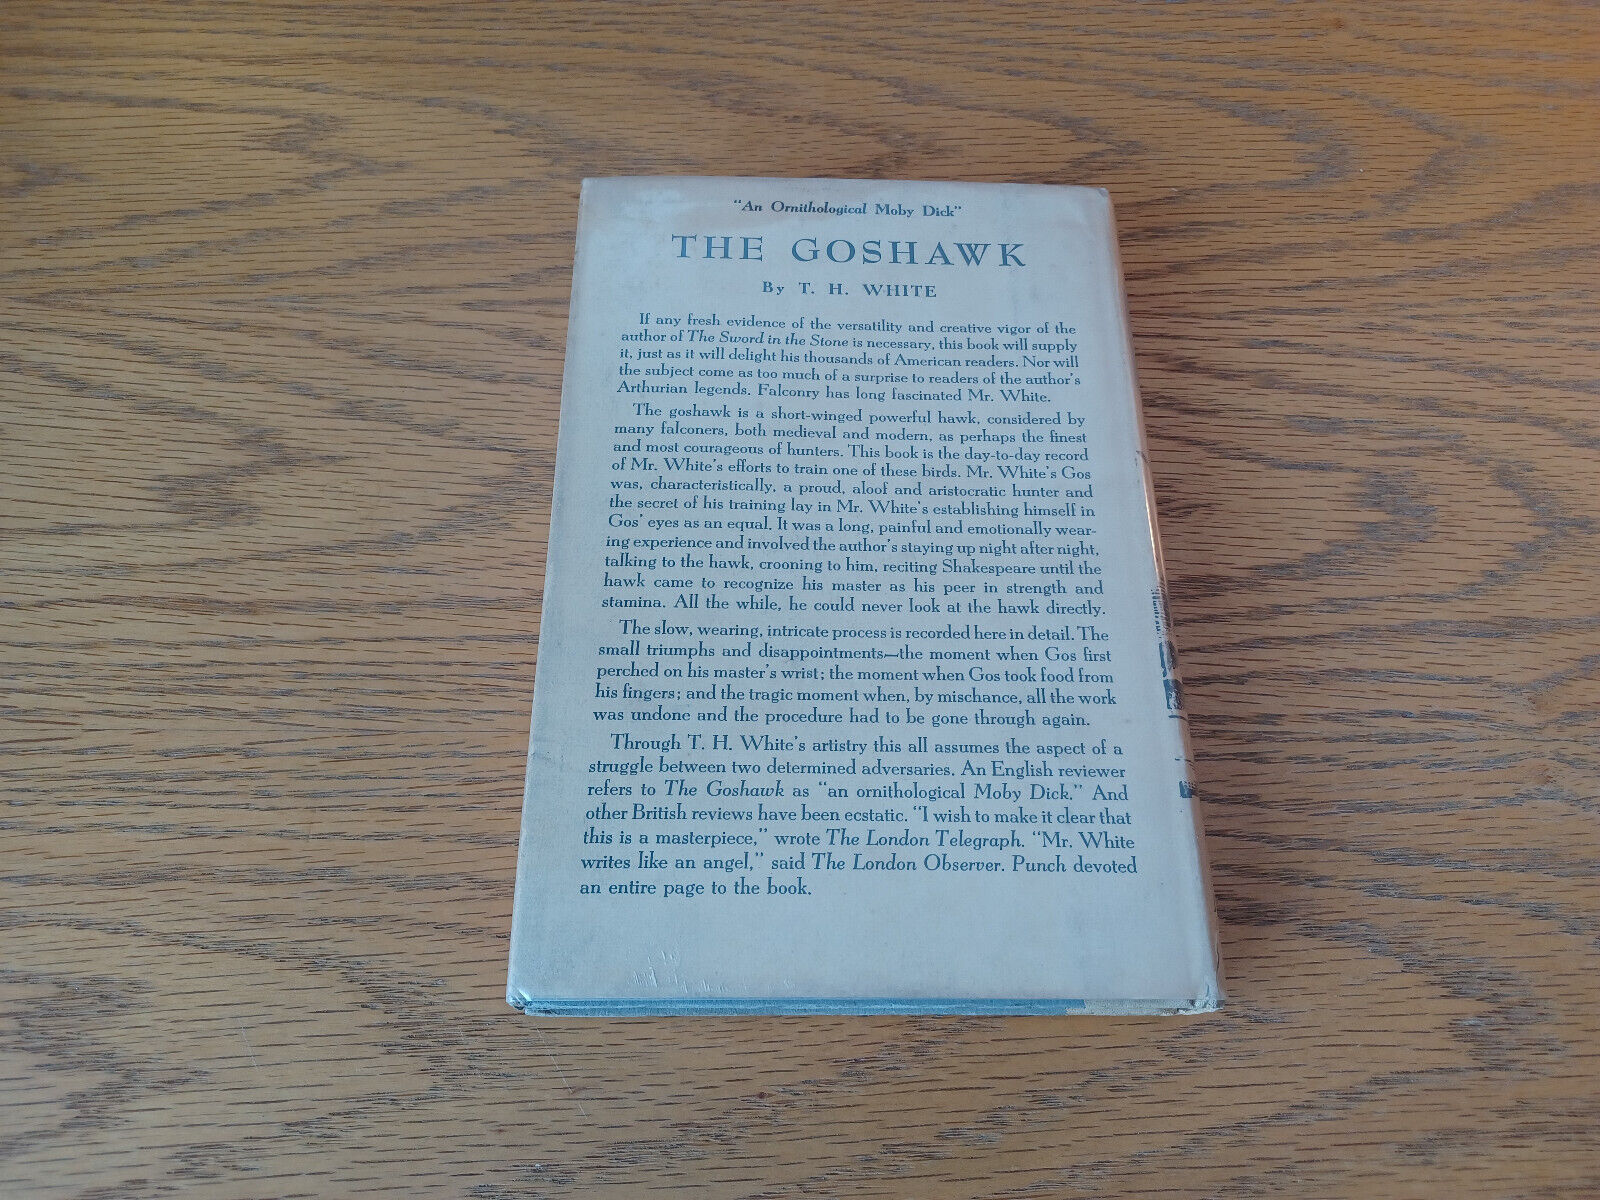 "An Ornithological Moby Dick"
THE GOSHAWK
By T. H. WHITE
If any fresh evidence of the versatility and creative vigor of the
author of The Sword in the Stone is necessary, this book will supply
it, just as it will delight his thousands of American readers. Nor will
the subject come as too much of a surprise to readers of the author's
Arthurian legends. Falconry has long fascinated Mr. White.
The goshawk is a short-winged powerful hawk, considered by
many falconers, both medieval and modern, as perhaps the finest
and most courageous of hunters. This book is the day-to-day record
of Mr. White's efforts to train one of these birds. Mr. White's Gos
was, characteristically, a proud, aloof and aristocratic hunter and
the secret of his training lay in Mr. White's establishing himself in
Gos' eyes as an equal. It was a long, painful and emotionally wear-
ing experience and involved the author's staying up night after night,
talking to the hawk, crooning to him, reciting Shakespeare until the
hawk came to recognize his master as his peer in strength and
stamina. All the while, he could never look at the hawk directly.
The slow, wearing, intricate process is recorded here in detail. The
small triumphs and disappointments—the moment when Gos first
perched on his master's wrist; the moment when Gos took food from
his fingers; and the tragic moment when, by mischance, all the work
was undone and the procedure had to be gone through again.
Through T. H. White's artistry this all assumes the aspect of a
struggle between two determined adversaries. An English reviewer
refers to The Goshawk as "an ornithological Moby Dick." And
other British reviews have been ecstatic. "I wish to make it clear that
this is a masterpiece," wrote The London Telegraph. "Mr. White
writes like an angel," said The London Observer. Punch devoted
an entire page to the book.